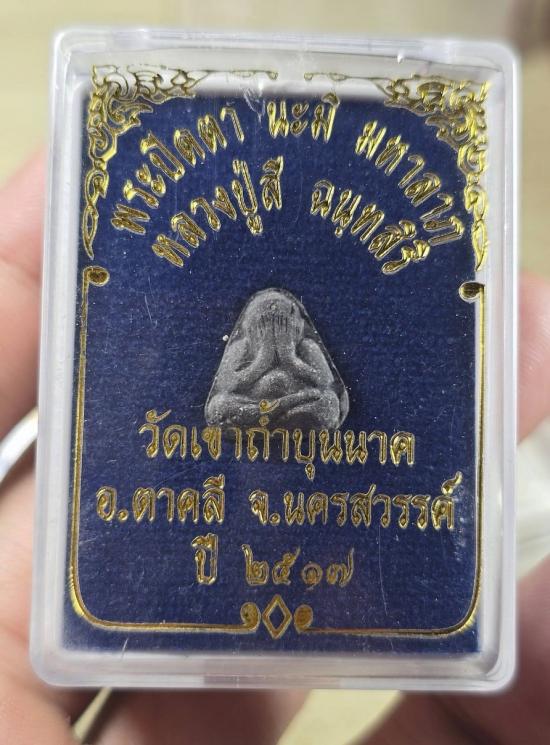 พระปิดตา นะมิ มหาลาภ
หลวงปู่สี ฉนฺทสิริ
วัดเขาถ้ำบุนนาค
อ.ตาคลี จ.นครสวรรค์
ปี ๒๕๑๗